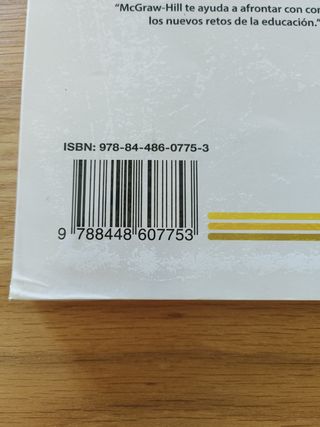 "McGraw-Hill te ayuda a afrontar con
los nuevos retos de la educación."
ISBN: 978-84-486-0775-3
9 788448 607753